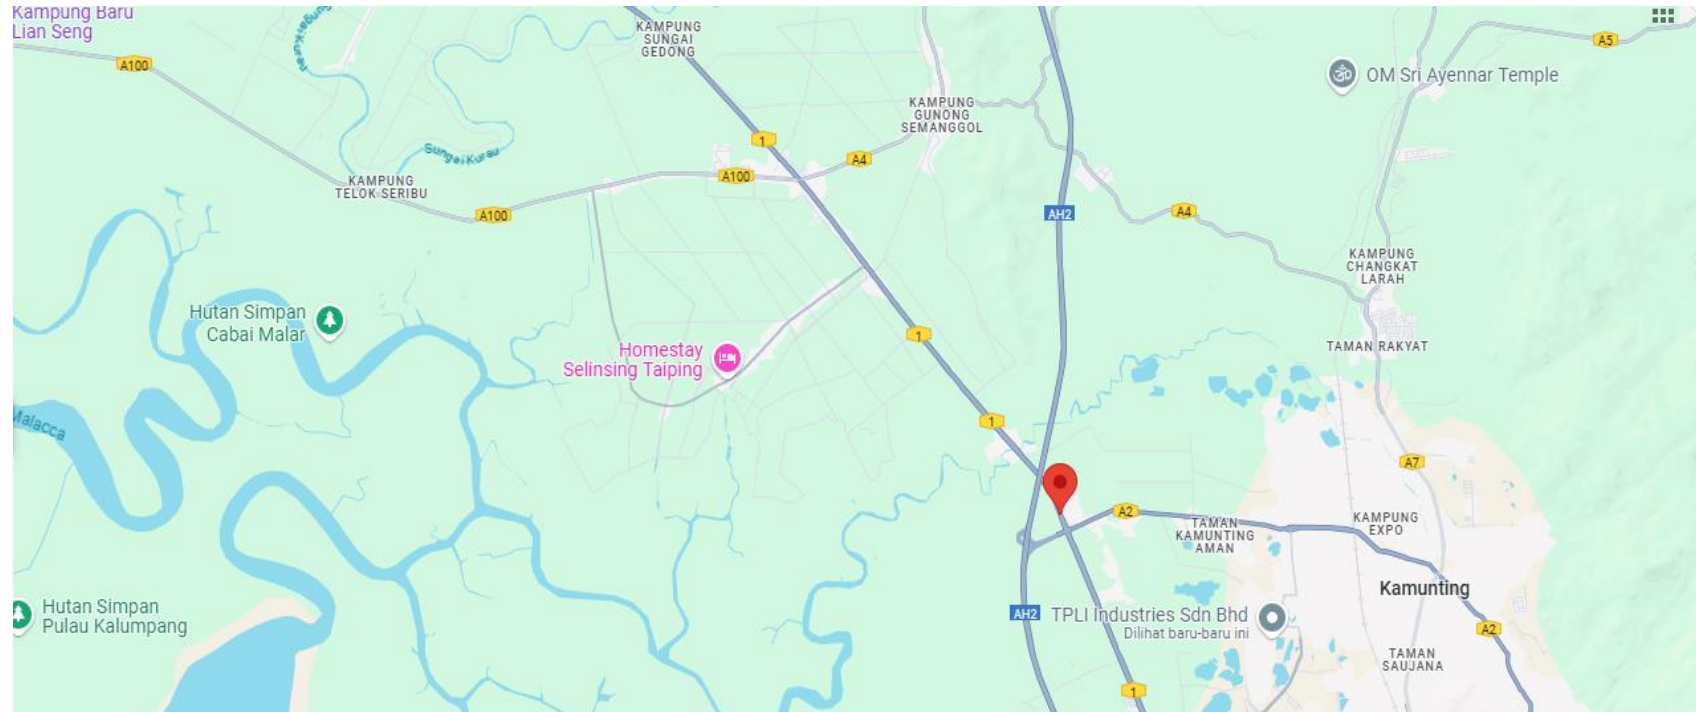 Kampung Baru
Lian Seng
KAMPUNG
SUNGAI
GEDONG
A5
A100
OM Sri Ayennar Temple
KAMPUNG
GUNONG
SEMANGGOL
1
Sungai Kurau
A4
A100
KAMPUNG
TELOK SERIBU
A100
AH2
A4
KAMPUNG
CHANGKAT
LARAH
Hutan Simpan
Cabai Malar
1
TAMAN RAKYAT
Homestay
Selinsing Taiping
Malacca
1
A7
A2
TAMAN
KAMUNTING
AMAN
KAMPUNG
EXPO
Kamunting
Hutan Simpan
Pulau Kalumpang
AH2
TPLI Industries Sdn Bhd
Dilihat baru-baru ini
A2
TAMAN
SAUJANA
1